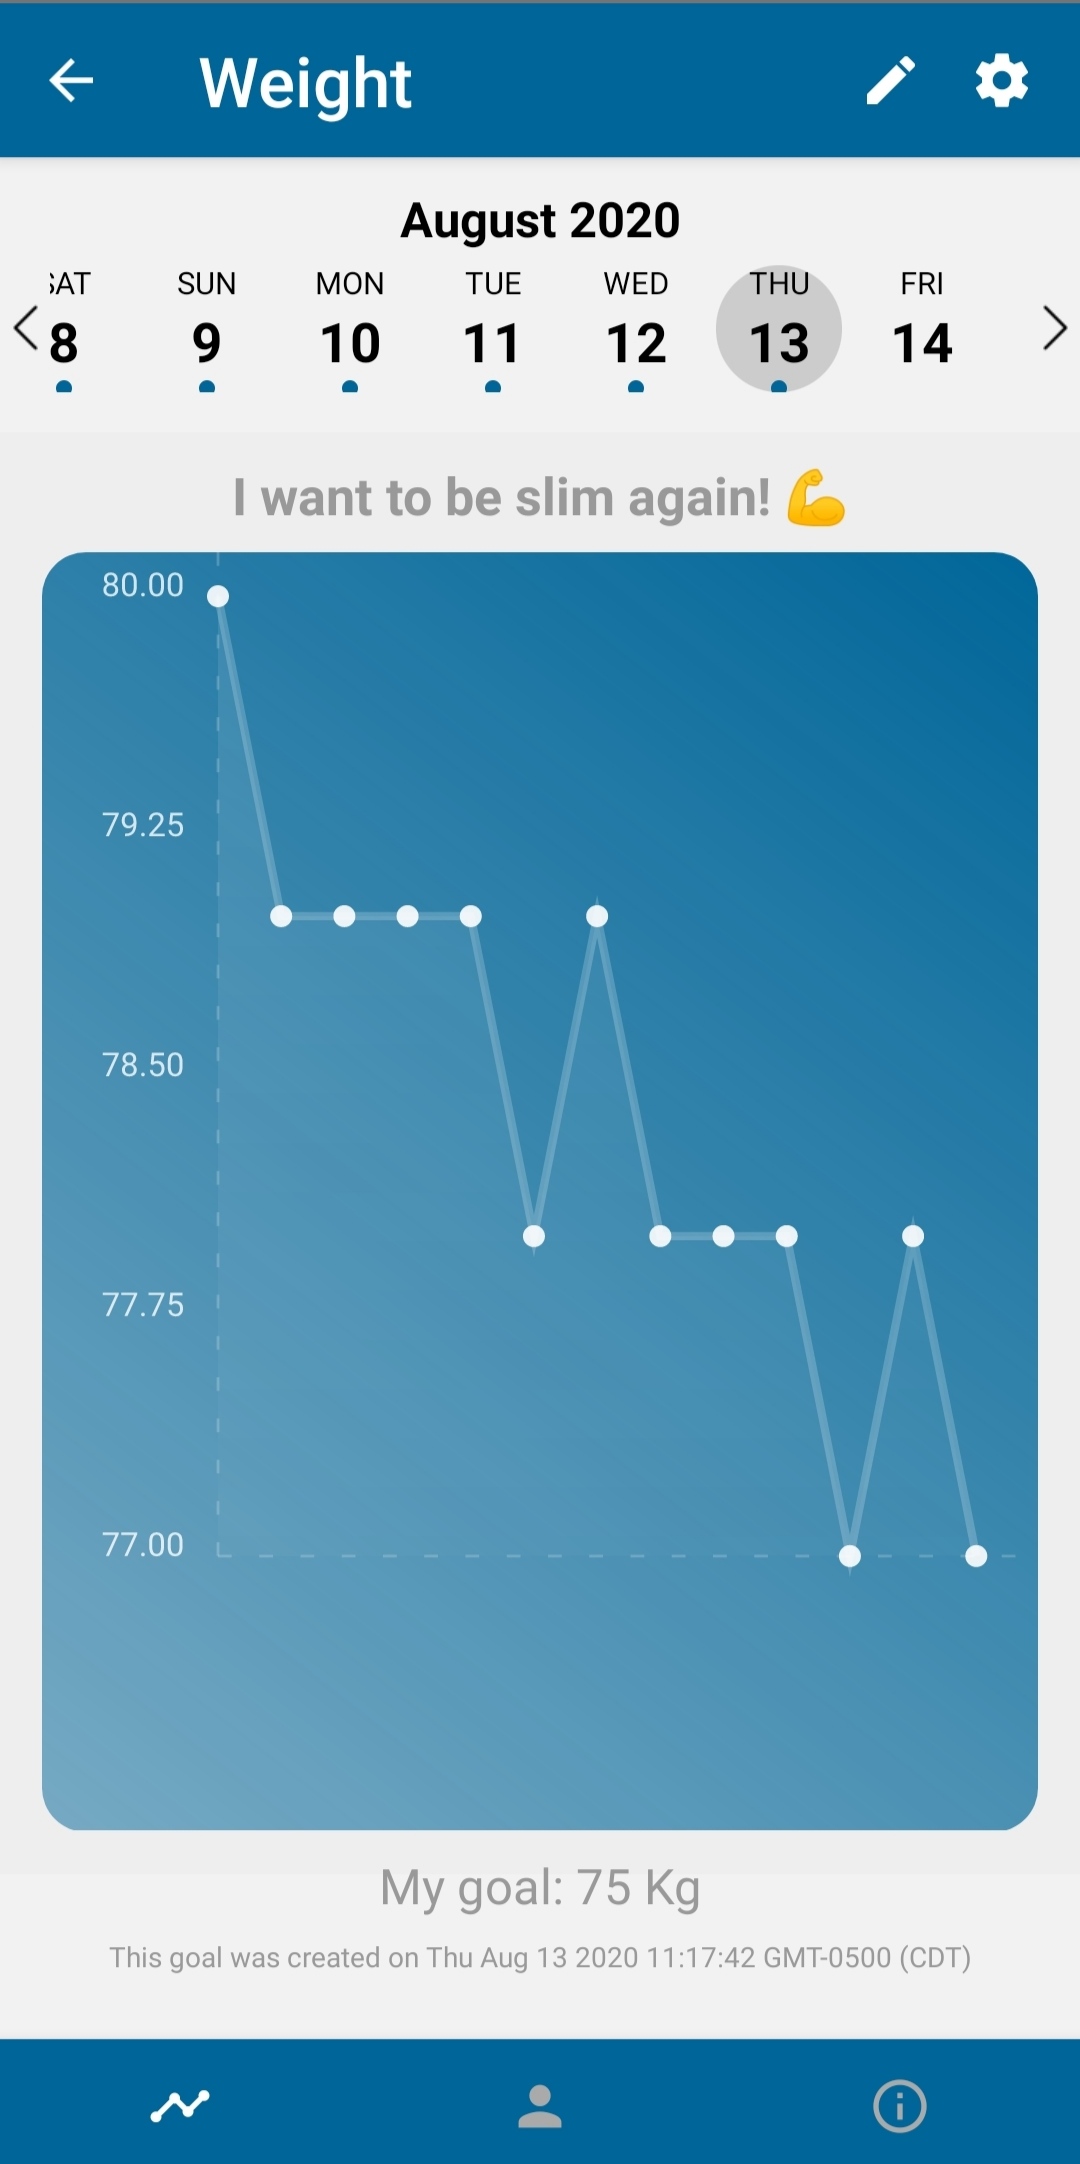 Weight
August 2020
SAT SUN MON TUE WED THU FRI
8 9 10 11 12 13 14
I want to be slim again! 💪
80.00
79.25
78.50
77.75
77.00
My goal: 75 Kg
This goal was created on Thu Aug 13 2020 11:17:42 GMT-0500 (CDT)